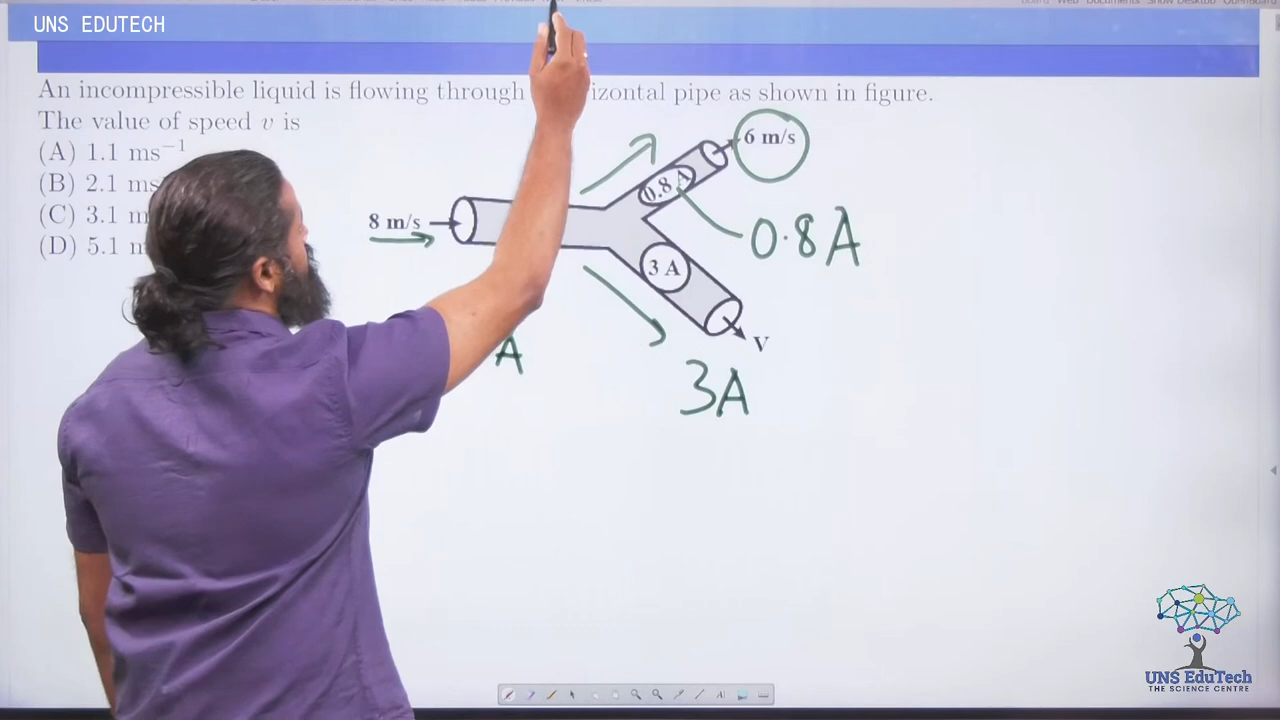 UNS EDUTECH
An incompressible liquid is flowing through izontal pipe as shown in figure.
The value of speed v is
(A) 1.1 ms⁻¹
(B) 2.1 ms
(C) 3.1 m
(D) 5.1 m
8 m/s
6 m/s
0.8 A
0.8 A
3 A
V
A
3A
UNS EduTech
THE SCIENCE CENTRE